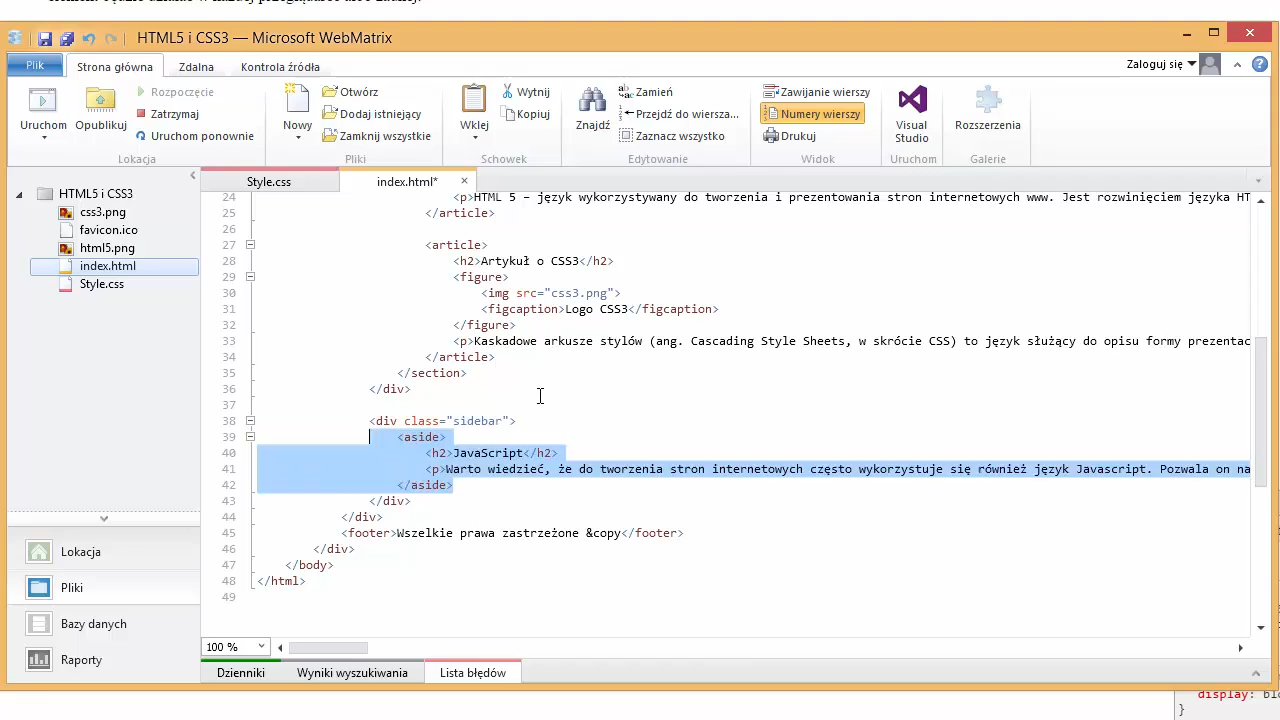 HTML5 i CSS3 — Microsoft WebMatrix
Plik
Strona główna
Zdalna
Kontrola źródła
Zaloguj się
Uruchom
Opublikuj
Rozpoczęcie
Zatrzymaj
Uruchom ponownie
Lokacja
Nowy
Otwórz
Dodaj istniejący
Zamknij wszystkie
Pliki
Wklej
Wytnij
Kopiuj
Schowek
Znajdź
Zamień
Przejdź do wiersza...
Zaznacz wszystko
Edytowanie
Zawijanie wierszy
Numery wierszy
Drukuj
Widok
Visual
Studio
Uruchom
Rozszerzenia
Galerie
HTML5 i CSS3
css3.png
favicon.ico
html5.png
index.html
Style.css
Lokacja
Pliki
Bazy danych
Raporty
Style.css
index.html*
24 <p>HTML 5 – język wykorzystywany do tworzenia i prezentowania stron internetowych www. Jest rozwinięciem języka HT
25 </article>
26
27 <article>
28 <h2>Artykuł o CSS3</h2>
29 <figure>
30 <img src="css3.png">
31 <figcaption>Logo CSS3</figcaption>
32 </figure>
33 <p>Kaskadowe arkusze stylów (ang. Cascading Style Sheets, w skrócie CSS) to język służący do opisu formy prezentac
34 </article>
35 </section>
36 </div>
37
38 <div class="sidebar">
39 <aside>
40 <h2>JavaScript</h2>
41 <p>Warto wiedzieć, że do tworzenia stron internetowych często wykorzystuje się również język Javascript. Pozwala on na
42 </aside>
43 </div>
44 </div>
45 <footer>Wszelkie prawa zastrzeżone &copy</footer>
46 </div>
47 </body>
48 </html>
49
100 %
Dzienniki
Wyniki wyszukiwania
Lista błędów
display: blo
}